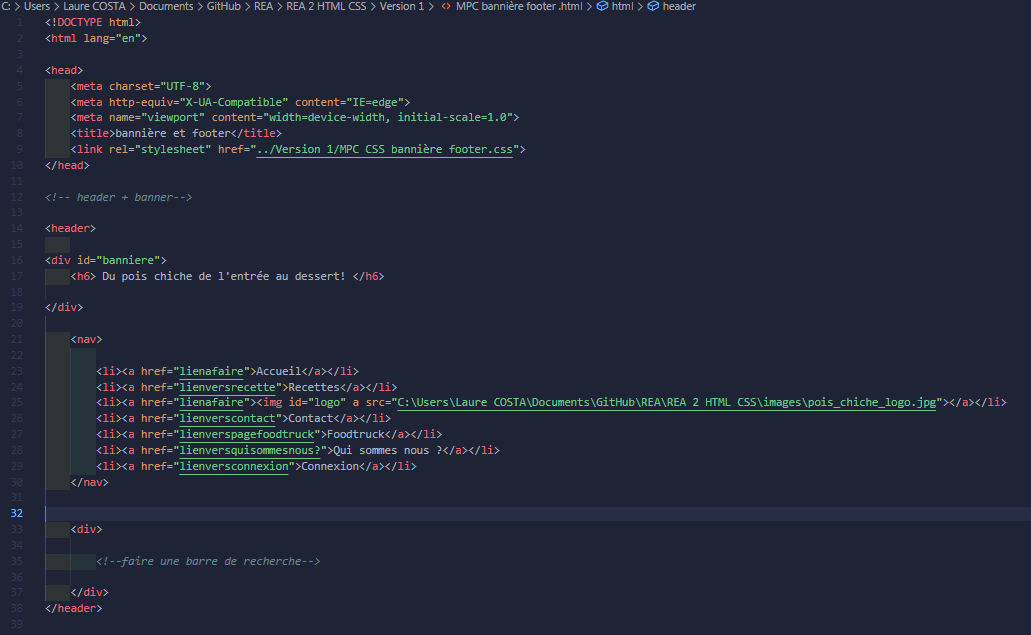 C: > Users > Laure COSTA > Documents > GitHub > REA > REA 2 HTML CSS > Version 1 > <> MPC bannière footer .html > html > header
1 <!DOCTYPE html>
2 <html lang="en">
3
4 <head>
5 <meta charset="UTF-8">
6 <meta http-equiv="X-UA-Compatible" content="IE=edge">
7 <meta name="viewport" content="width=device-width, initial-scale=1.0">
8 <title>bannière et footer</title>
9 <link rel="stylesheet" href="../Version 1/MPC CSS bannière footer.css">
10 </head>
11
12 <!-- header + banner-->
13
14 <header>
15
16 <div id="banniere">
17 <h6> Du pois chiche de l'entrée au dessert! </h6>
18
19 </div>
20
21 <nav>
22
23 <li><a href="lienafaire">Accueil</a></li>
24 <li><a href="lienversrecette">Recettes</a></li>
25 <li><a href="lienafaire"><img id="logo" a src="C:\Users\Laure COSTA\Documents\GitHub\REA\REA 2 HTML CSS\images\pois_chiche_logo.jpg"></a></li>
26 <li><a href="lienverscontact">Contact</a></li>
27 <li><a href="lienverspagefoodtruck">Foodtruck</a></li>
28 <li><a href="lienversquisommesnous?">Qui sommes nous ?</a></li>
29 <li><a href="lienversconnexion">Connexion</a></li>
30 </nav>
31
32
33 <div>
34
35 <!--faire une barre de recherche-->
36
37 </div>
38 </header>
39